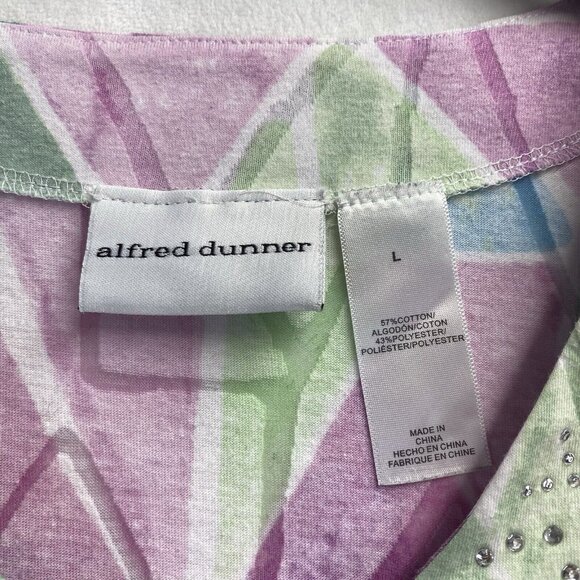 alfred dunner
L
57%COTTON/
ALGODÓN/COTON
43%POLYESTER/
POLIÉSTER/POLYESTER
MADE IN
CHINA
HECHO EN CHINA
FABRIQUE EN CHINE